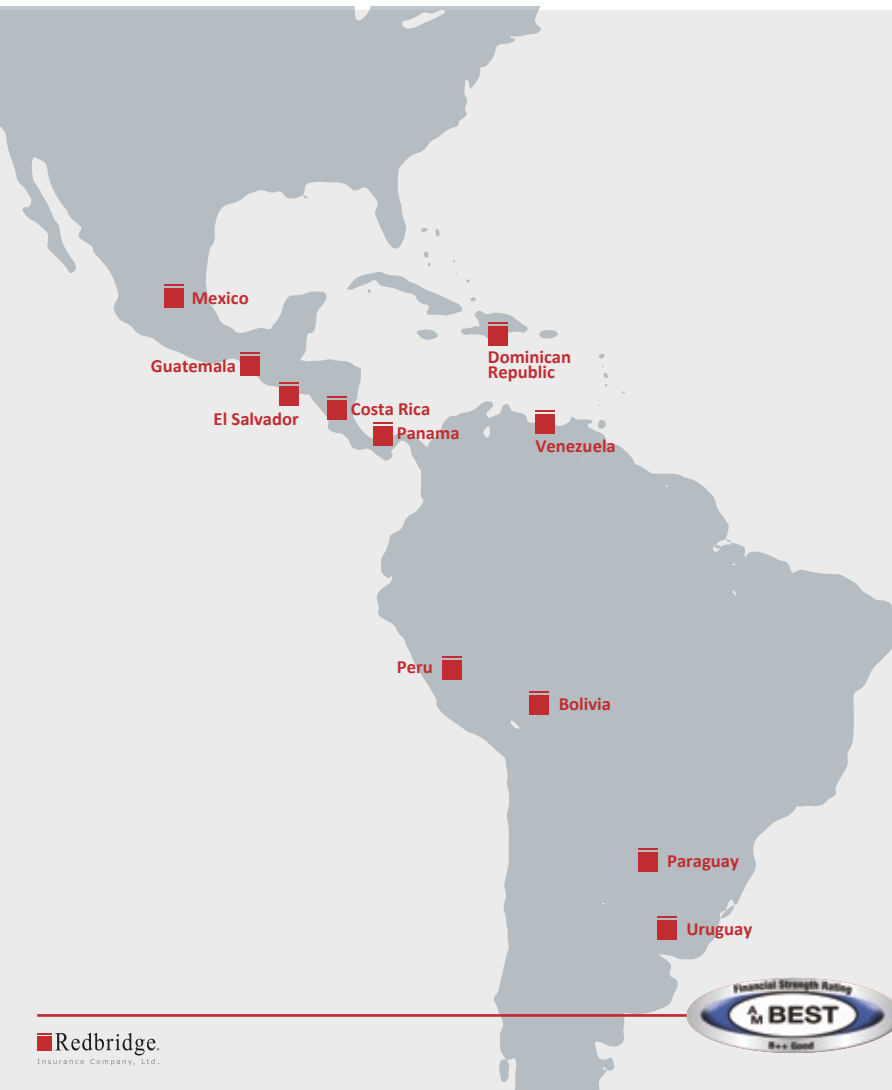 Mexico
Guatemala
Dominican
Republic
El Salvador
Costa Rica
Panama
Venezuela
Peru
Bolivia
Paraguay
Uruguay
Financial Strength Rating
AM BEST
B++ Good
Redbridge.
Insurance Company, Ltd.